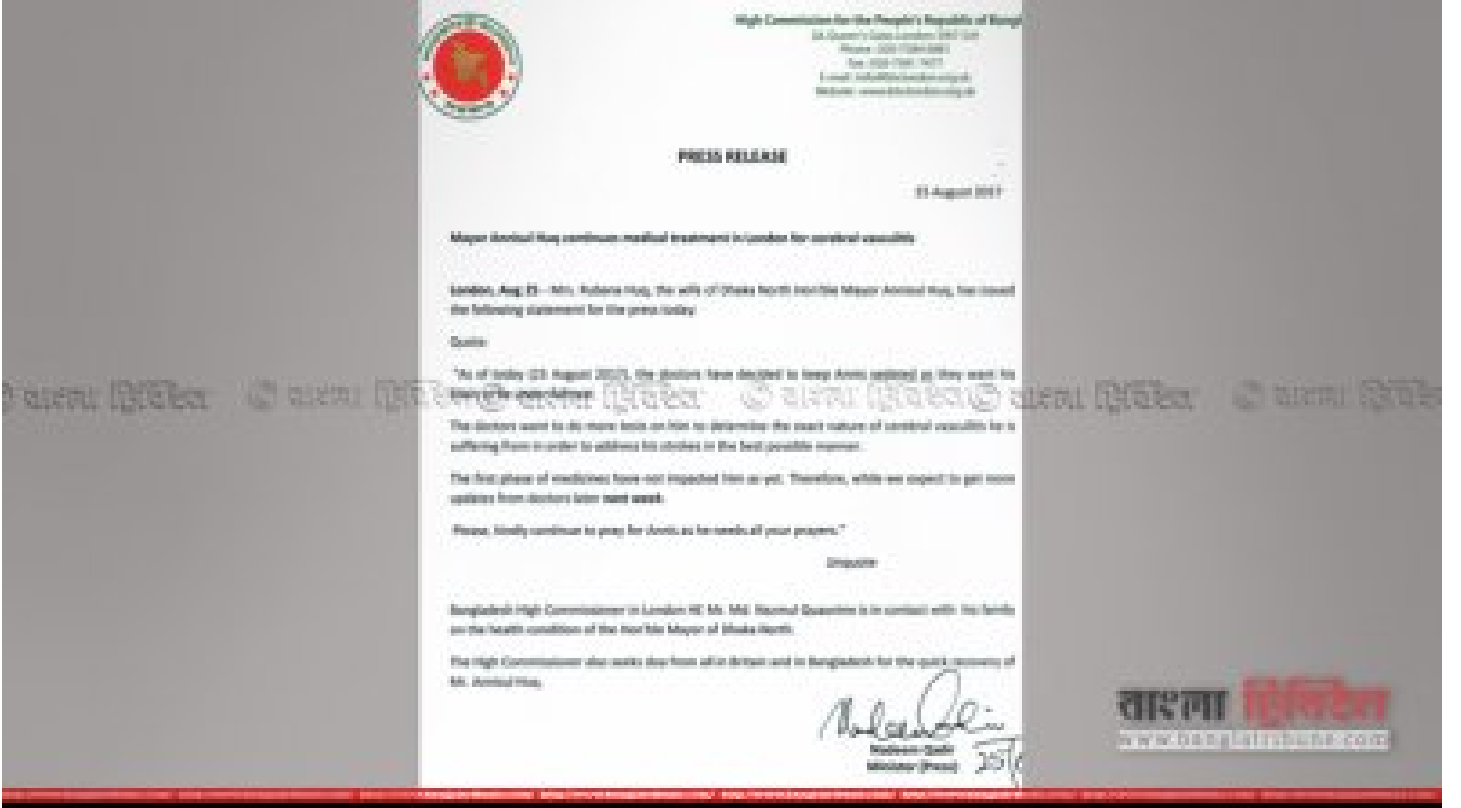 High Commission for the People's Republic of Bangl
PRESS RELEASE
August 2017
Mayor Annisul Huq continues medical treatment in London for cerebral vasculitis
London, Aug 25 - Mrs. Rubana Huq, the wife of Dhaka North Hon'ble Mayor Annisul Huq, has issued
the following statement for the press today
Quote
"As of today (25 August 2017), the doctors have decided to keep Annis sedated as they want his
The doctors want to do more tests on him to determine the exact nature of cerebral vasculitis he is
suffering from in order to address his strokes in the best possible manner.
The first phase of medicines have not impacted him as yet. Therefore, while we expect to get more
updates from doctors later next week.
Please, kindly continue to pray for Annis as he needs all your prayers."
Unquote
Bangladesh High Commissioner in London HE Mr. Md. Nazmul Quaunine is in contact with his family
on the health condition of the Hon'ble Mayor of Dhaka North.
The High Commissioner also seeks doa from all in Britain and in Bangladesh for the quick recovery of
Mr. Annisul Huq.
Nadeem Qadir
Minister (Press)
বাংলা ট্রিবিউন
www.banglatribune.com